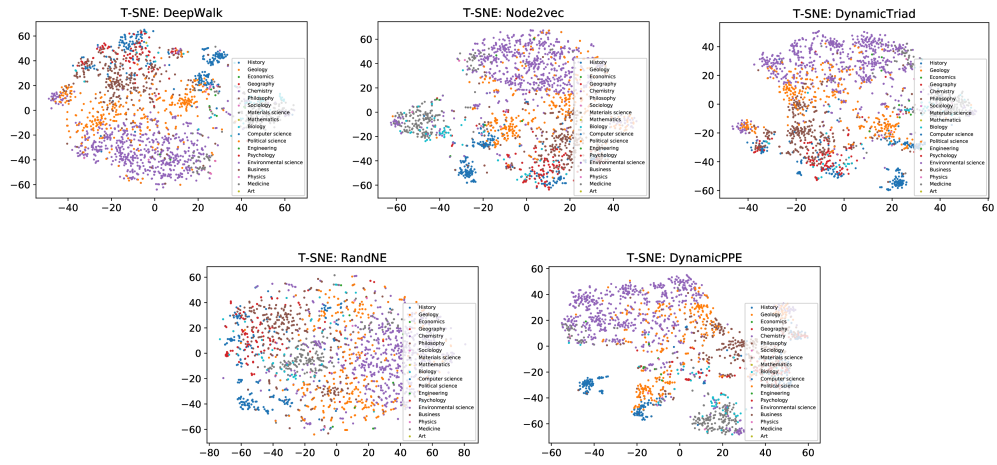 T-SNE: DeepWalk
60
40
20
0
−20
−40
−60
−40
−20
0
20
40
60
History
Geology
Economics
Geography
Chemistry
Philosophy
Sociology
Materials science
Mathematics
Biology
Computer science
Political science
Engineering
Psychology
Environmental science
Business
Physics
Medicine
Art
T-SNE: Node2vec
60
40
20
0
−20
−40
−60
−60
−40
−20
0
20
40
60
History
Geology
Economics
Geography
Chemistry
Philosophy
Sociology
Materials science
Mathematics
Biology
Computer science
Political science
Engineering
Psychology
Environmental science
Business
Physics
Medicine
Art
T-SNE: DynamicTriad
40
20
0
−20
−40
−60
−40
−20
0
20
40
60
History
Geology
Economics
Geography
Chemistry
Philosophy
Sociology
Materials science
Mathematics
Biology
Computer science
Political science
Engineering
Psychology
Environmental science
Business
Physics
Medicine
Art
T-SNE: RandNE
60
40
20
0
−20
−40
−60
−80
−60
−40
−20
0
20
40
60
80
History
Geology
Economics
Geography
Chemistry
Philosophy
Sociology
Materials science
Mathematics
Biology
Computer science
Political science
Engineering
Psychology
Environmental science
Business
Physics
Medicine
Art
T-SNE: DynamicPPE
60
40
20
0
−20
−40
−60
−60
−40
−20
0
20
40
60
History
Geology
Economics
Geography
Chemistry
Philosophy
Sociology
Materials science
Mathematics
Biology
Computer science
Political science
Engineering
Psychology
Environmental science
Business
Physics
Medicine
Art